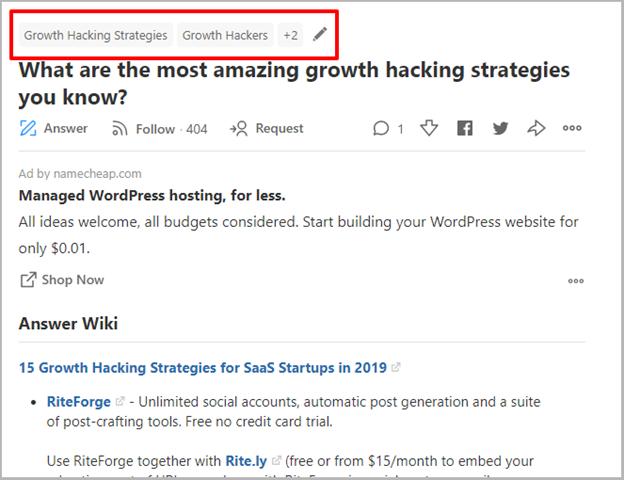 Growth Hacking Strategies Growth Hackers +2
What are the most amazing growth hacking strategies
you know?
Answer Follow · 404 Request 1
Ad by namecheap.com
Managed WordPress hosting, for less.
All ideas welcome, all budgets considered. Start building your WordPress website for
only $0.01.
Shop Now
Answer Wiki
15 Growth Hacking Strategies for SaaS Startups in 2019
• RiteForge - Unlimited social accounts, automatic post generation and a suite
of post-crafting tools. Free no credit card trial.
Use RiteForge together with Rite.ly (free or from $15/month to embed your